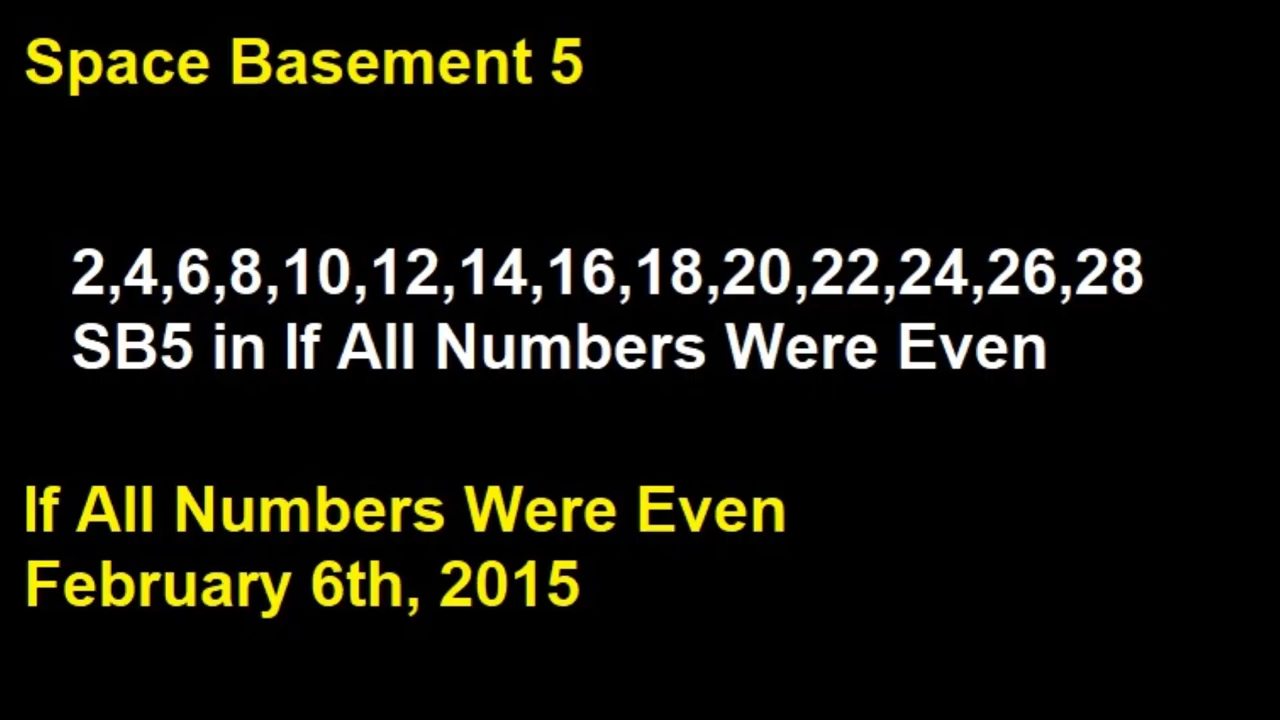 Space Basement 5
2,4,6,8,10,12,14,16,18,20,22,24,26,28
SB5 in If All Numbers Were Even
If All Numbers Were Even
February 6th, 2015